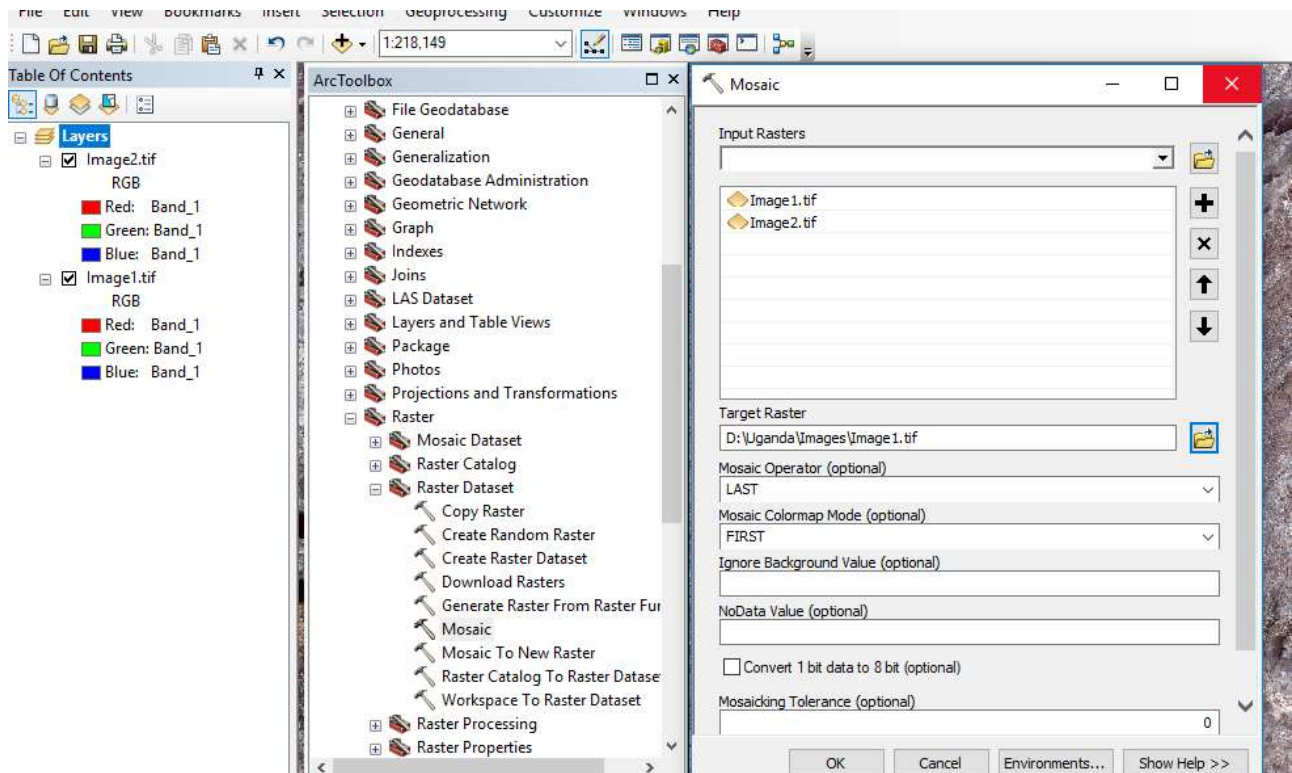 File Edit View Bookmarks Insert Selection Geoprocessing Customize Windows Help
1:218,149
Table Of Contents
Layers
Image2.tif
RGB
Red: Band_1
Green: Band_1
Blue: Band_1
Image1.tif
RGB
Red: Band_1
Green: Band_1
Blue: Band_1
ArcToolbox
File Geodatabase
General
Generalization
Geodatabase Administration
Geometric Network
Graph
Indexes
Joins
LAS Dataset
Layers and Table Views
Package
Photos
Projections and Transformations
Raster
Mosaic Dataset
Raster Catalog
Raster Dataset
Copy Raster
Create Random Raster
Create Raster Dataset
Download Rasters
Generate Raster From Raster Fur
Mosaic
Mosaic To New Raster
Raster Catalog To Raster Datase
Workspace To Raster Dataset
Raster Processing
Raster Properties
Mosaic
Input Rasters
Image1.tif
Image2.tif
Target Raster
D:\Uganda\Images\Image1.tif
Mosaic Operator (optional)
LAST
Mosaic Colormap Mode (optional)
FIRST
Ignore Background Value (optional)
NoData Value (optional)
Convert 1 bit data to 8 bit (optional)
Mosaicking Tolerance (optional)
0
OK Cancel Environments... Show Help >>